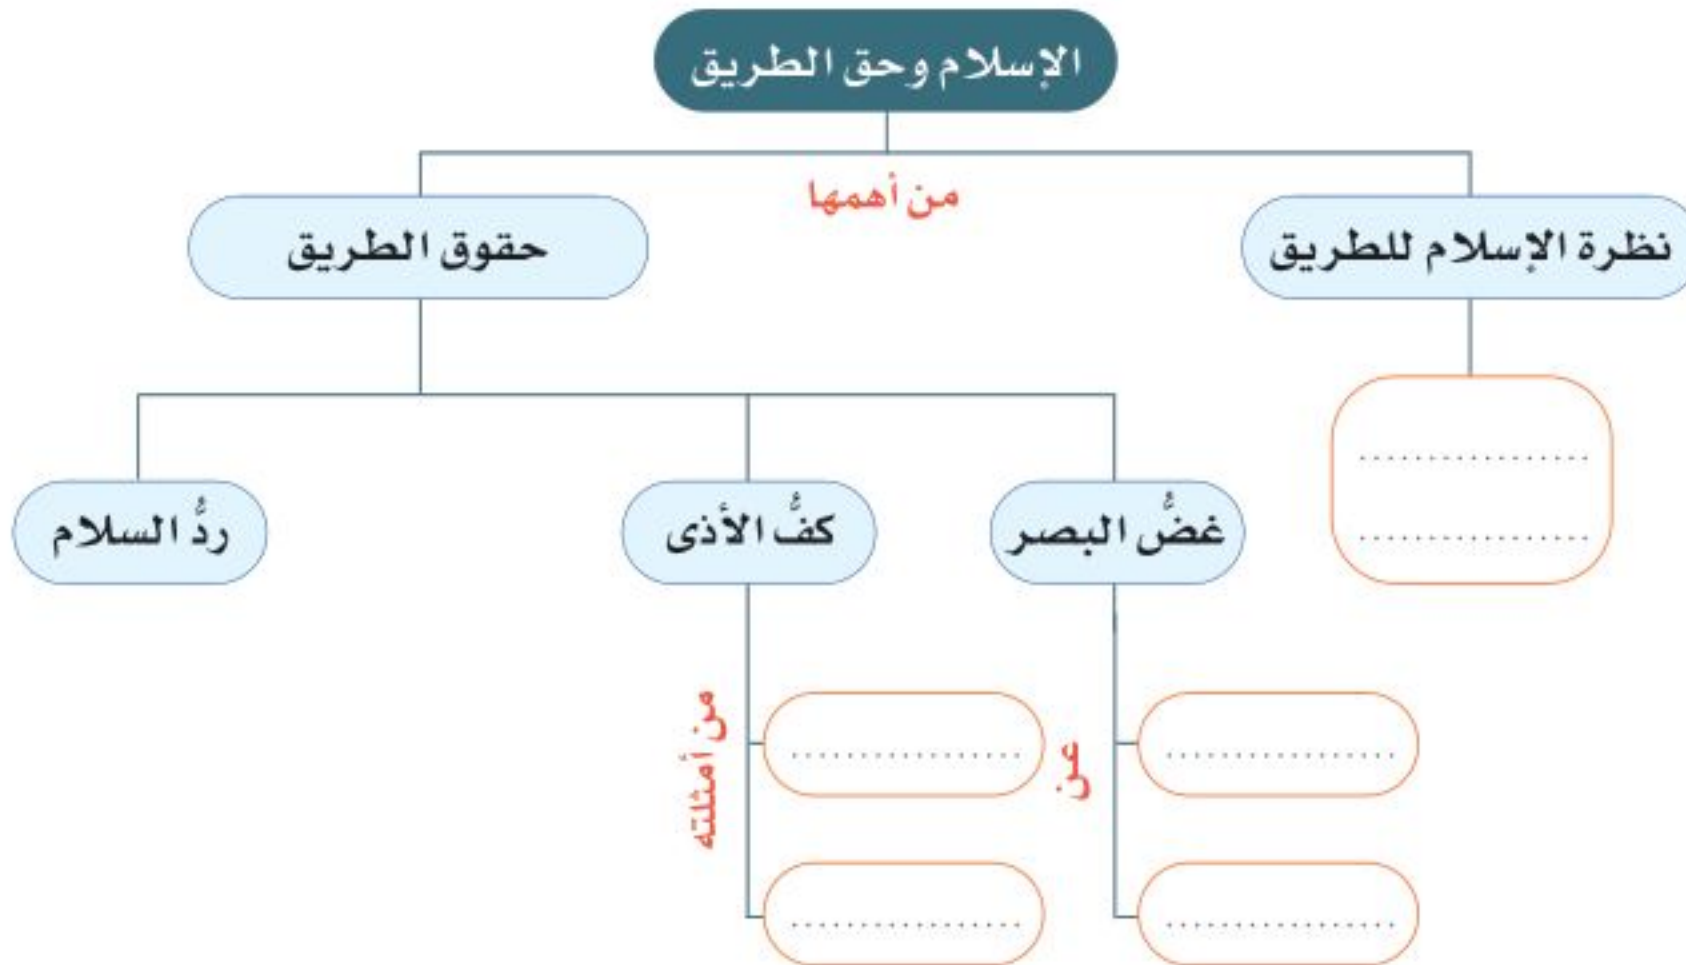 الإسلام وحق الطريق
من أهمها
نظرة الإسلام للطريق
حقوق الطريق
................
................
غضُّ البصر
كفُّ الأذى
ردُّ السلام
عن
................
................
من أمثلته
................
................